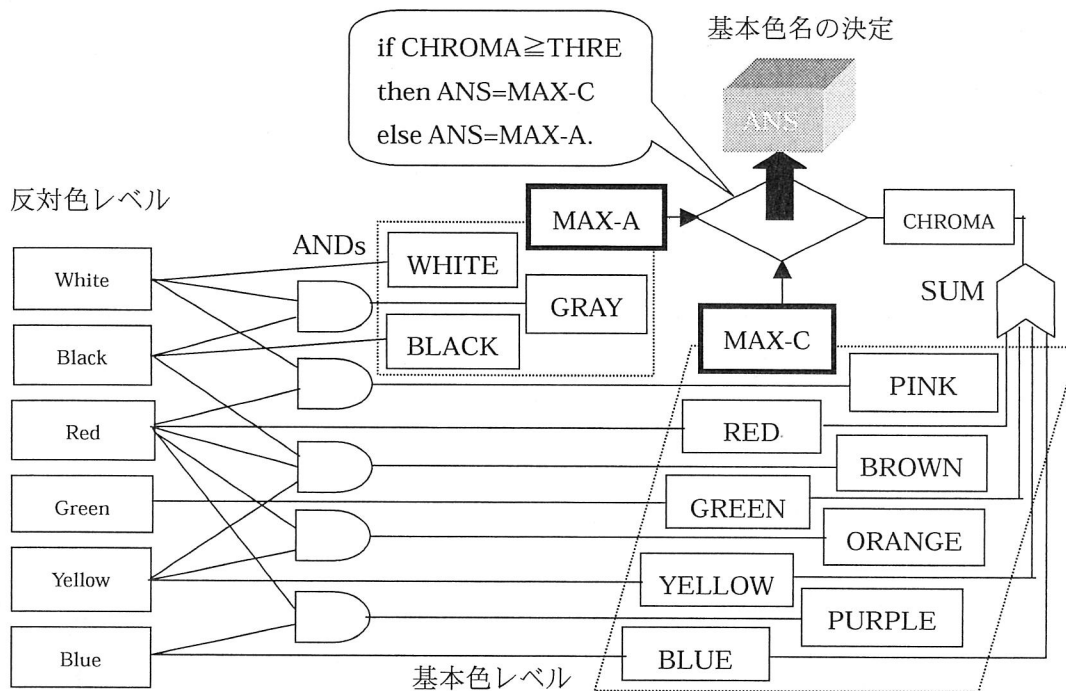 基本色名の決定
if CHROMA≧THRE
then ANS=MAX-C
else ANS=MAX-A.
ANS
反対色レベル
MAX-A
CHROMA
ANDs
WHITE
White
SUM
GRAY
BLACK
MAX-C
Black
PINK
Red
RED
BROWN
Green
GREEN
ORANGE
Yellow
YELLOW
PURPLE
Blue
BLUE
基本色レベル